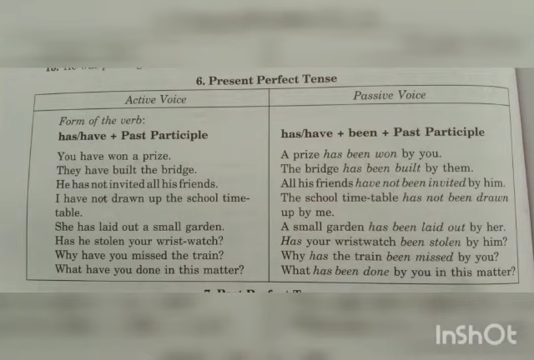 6. Present Perfect Tense
Active Voice
Form of the verb:
has/have + Past Participle
You have won a prize.
They have built the bridge.
He has not invited all his friends.
I have not drawn up the school time-
table.
She has laid out a small garden.
Has he stolen your wrist-watch?
Why have you missed the train?
What have you done in this matter?
Passive Voice
has/have + been + Past Participle
A prize has been won by you.
The bridge has been built by them.
All his friends have not been invited by him.
The school time-table has not been drawn
up by me.
A small garden has been laid out by her.
Has your wristwatch been stolen by him?
Why has the train been missed by you?
What has been done by you in this matter?
InShOt